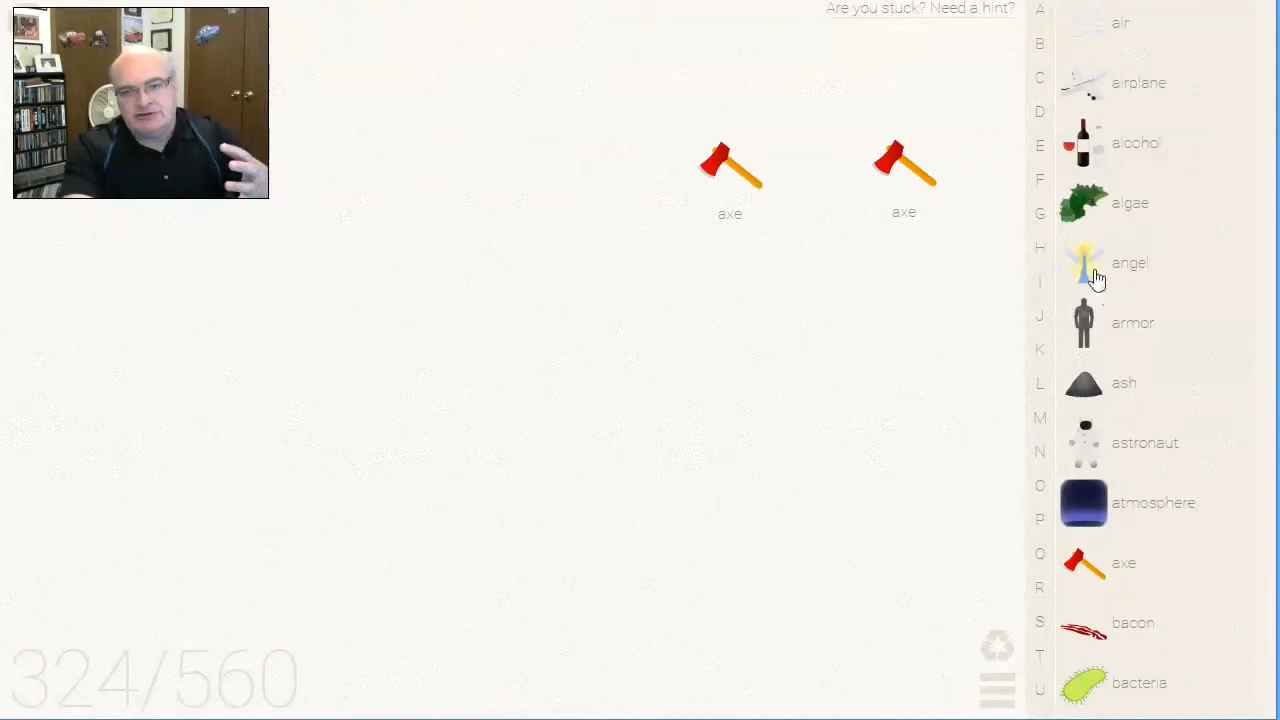 Are you stuck? Need a hint?
axe
axe
324/560
A
B
C
D
E
F
G
H
I
J
K
L
M
N
O
P
Q
R
S
T
U
air
airplane
alcohol
algae
angel
armor
ash
astronaut
atmosphere
axe
bacon
bacteria